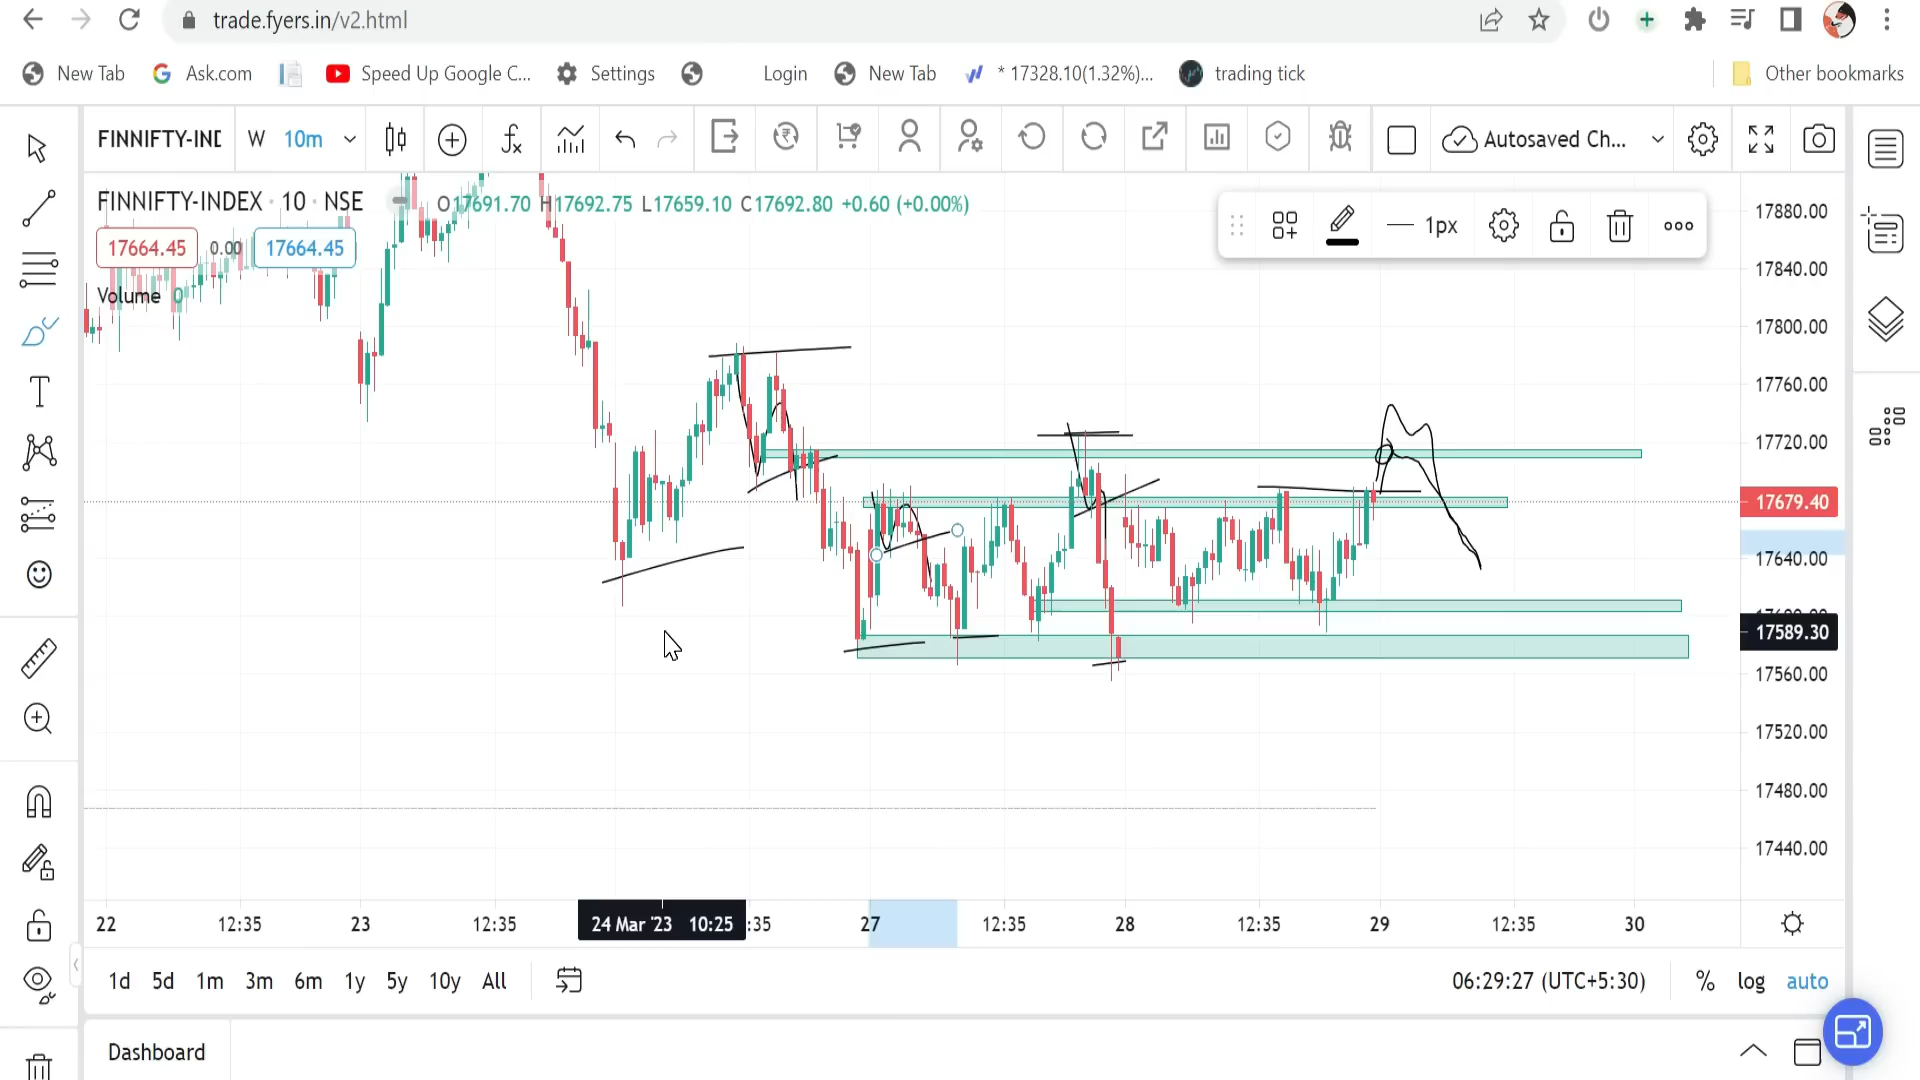 trade.fyers.in/v2.html
New Tab
Ask.com
Speed Up Google C...
Settings
Login
New Tab
* 17328.10(1.32%)...
trading tick
Other bookmarks
FINNIFTY-IND W 10m
Autosaved Ch...
FINNIFTY-INDEX · 10 · NSE O17691.70 H17692.75 L17659.10 C17692.80 +0.60 (+0.00%)
1px
17664.45 0.00 17664.45
Volume 0
17880.00
17840.00
17800.00
17760.00
17720.00
17679.40
17640.00
17600.00
17589.30
17560.00
17520.00
17480.00
17440.00
22 12:35 23 12:35 24 Mar '23 10:25 :35 27 12:35 28 12:35 29 12:35 30
1d 5d 1m 3m 6m 1y 5y 10y All
06:29:27 (UTC+5:30) % log auto
Dashboard